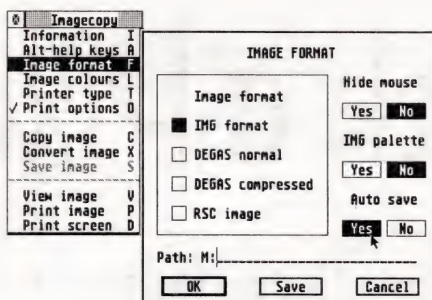 Imagecopy
Information I
Alt-help keys A
Image format F
Image colours L
Printer type T
✓ Print options O
Copy image C
Convert image X
Save image S
View image V
Print image P
Print screen D
IMAGE FORMAT
Image format
IMG format
DEGAS normal
DEGAS compressed
RSC image
Hide mouse
Yes No
IMG palette
Yes No
Auto save
Yes No
Path: M:
OK Save Cancel